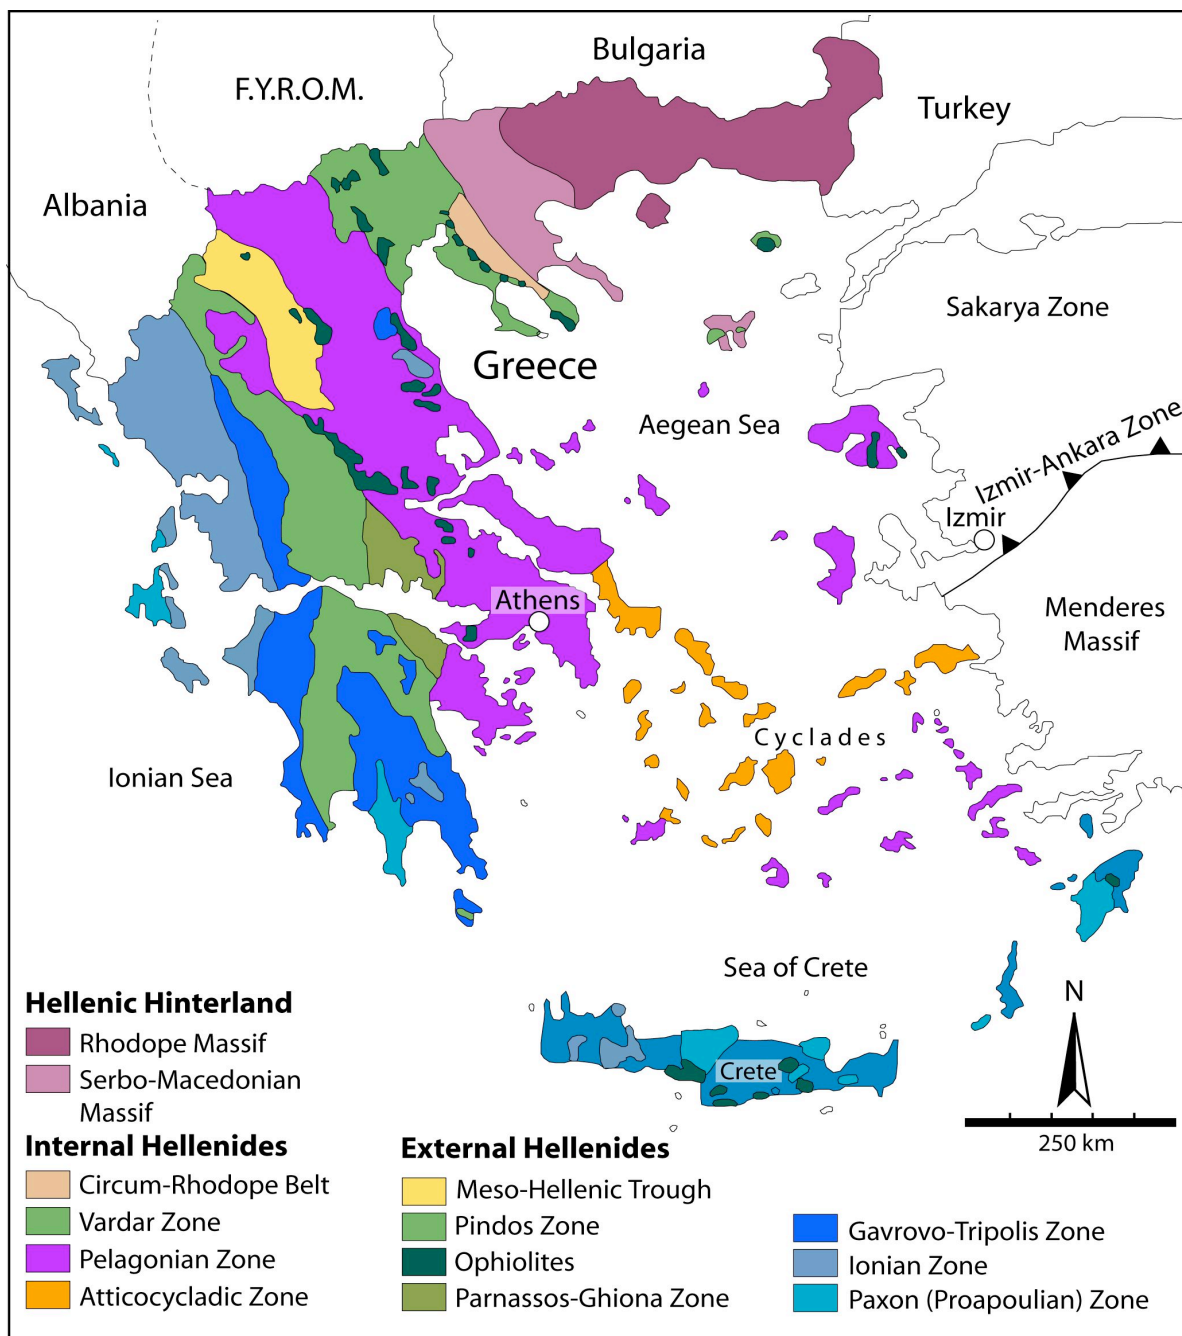 Bulgaria
F.Y.R.O.M.
Turkey
Albania
Sakarya Zone
Greece
Aegean Sea
Izmir-Ankara Zone
Izmir
Athens
Menderes
Massif
Cyclades
Ionian Sea
Sea of Crete
Crete
N
250 km
Hellenic Hinterland
Rhodope Massif
Serbo-Macedonian
Massif
Internal Hellenides
Circum-Rhodope Belt
Vardar Zone
Pelagonian Zone
Atticocycladic Zone
External Hellenides
Meso-Hellenic Trough
Pindos Zone
Ophiolites
Parnassos-Ghiona Zone
Gavrovo-Tripolis Zone
Ionian Zone
Paxon (Proapoulian) Zone